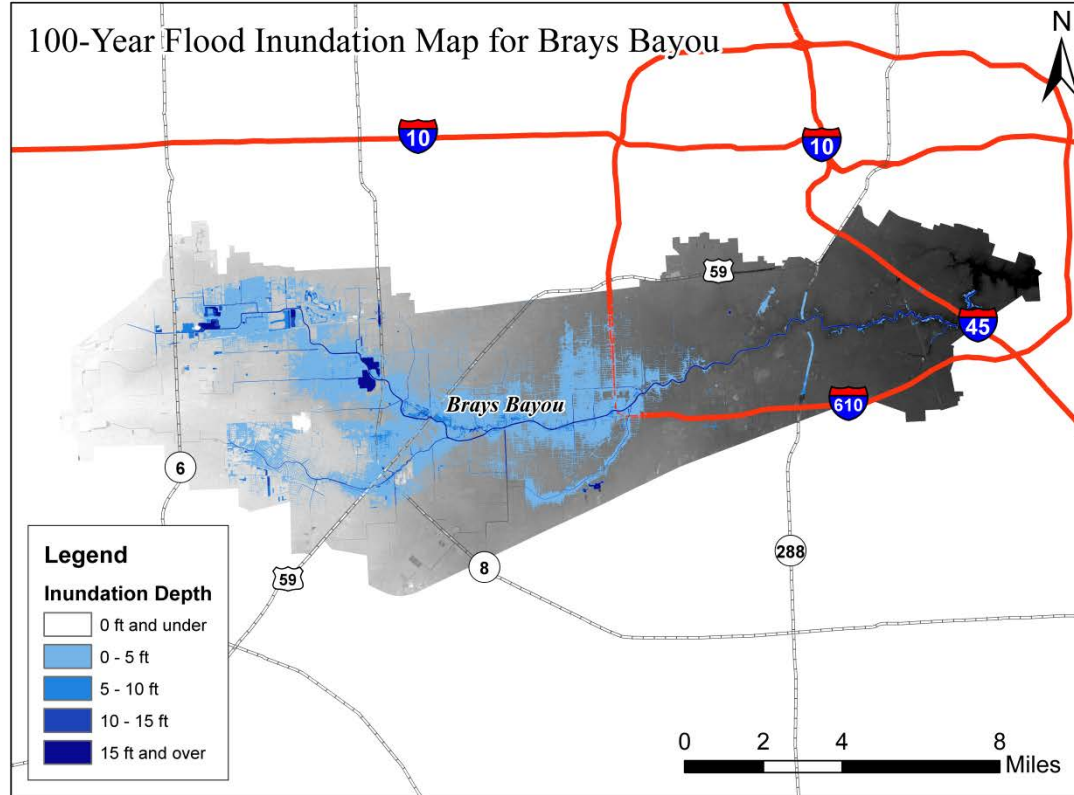 100-Year Flood Inundation Map for Brays Bayou
N
10
10
59
45
Brays Bayou
610
6
288
8
59
Legend
Inundation Depth
0 ft and under
0 - 5 ft
5 - 10 ft
10 - 15 ft
15 ft and over
0 2 4 8
Miles